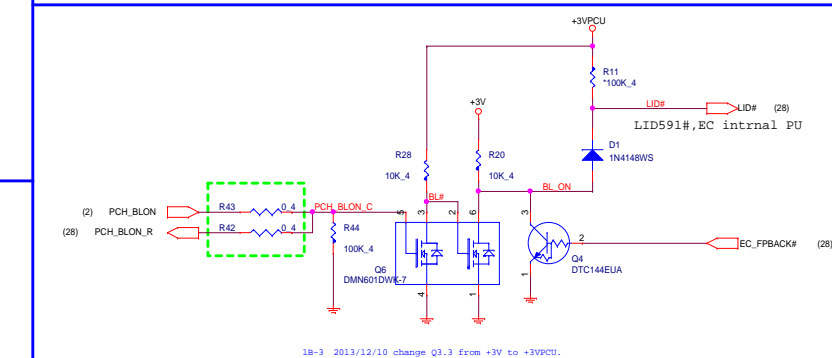 +3VPCU
R11
*100K_4
+3V
LID#
LID#
(28)
LID591#,EC intrnal PU
D1
1N4148WS
R28
10K_4
R20
10K_4
BL_ON
BL#
(2)
PCH_BLON
R43
0_4
PCH_BLON_C
(28)
PCH_BLON_R
R42
0_4
R44
100K_4
5
3
2
6
3
2
EC_FPBACK#
(28)
Q6
DMN601DWK-7
4
1
1
Q4
DTC144EUA
1B-3 2013/12/10 change Q3.3 from +3V to +3VPCU.